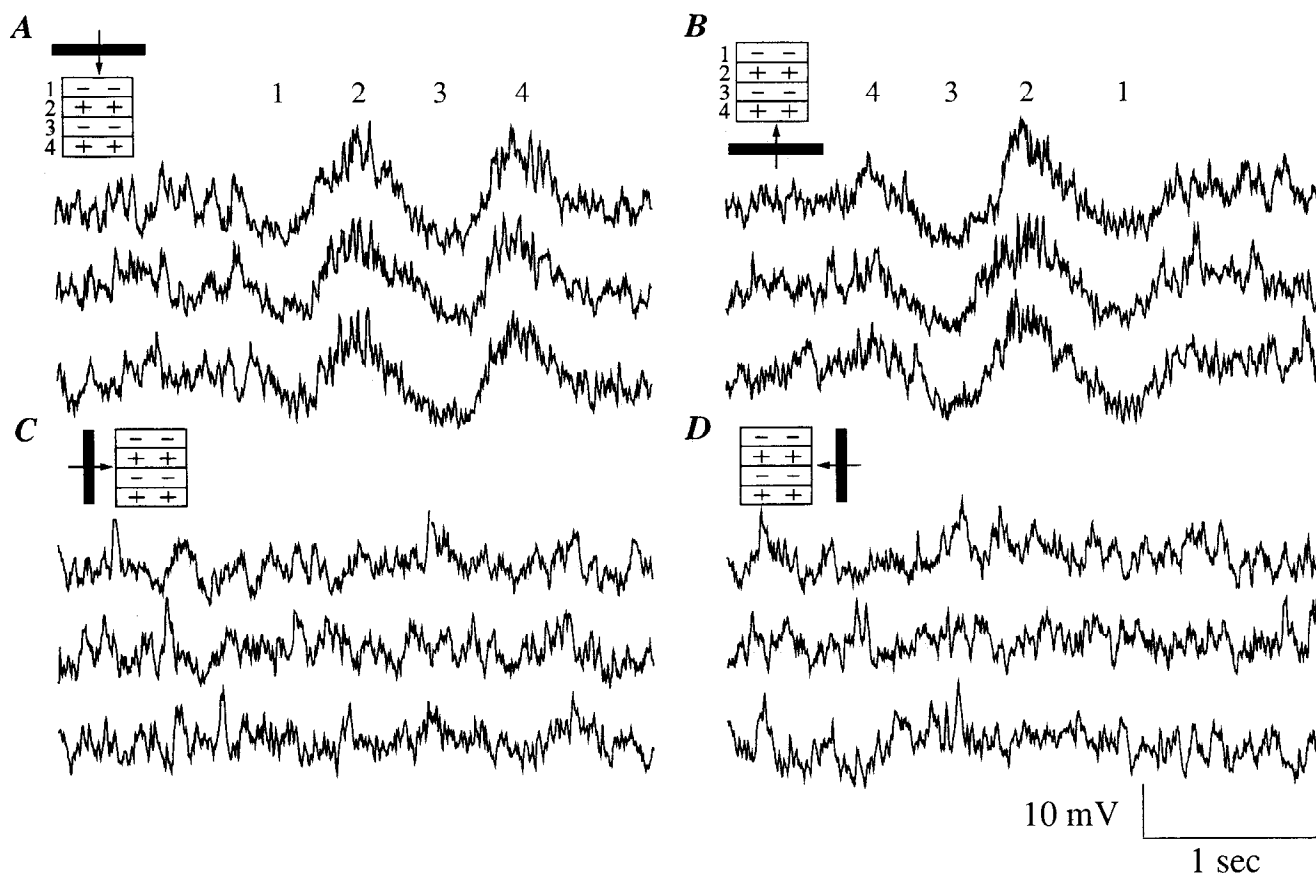 A
1 − −
2 + +
3 − −
4 + +
1 2 3 4
B
1 − −
2 + +
3 − −
4 + +
4 3 2 1
C
− −
+ +
− −
+ +
D
− −
+ +
− −
+ +
10 mV
1 sec